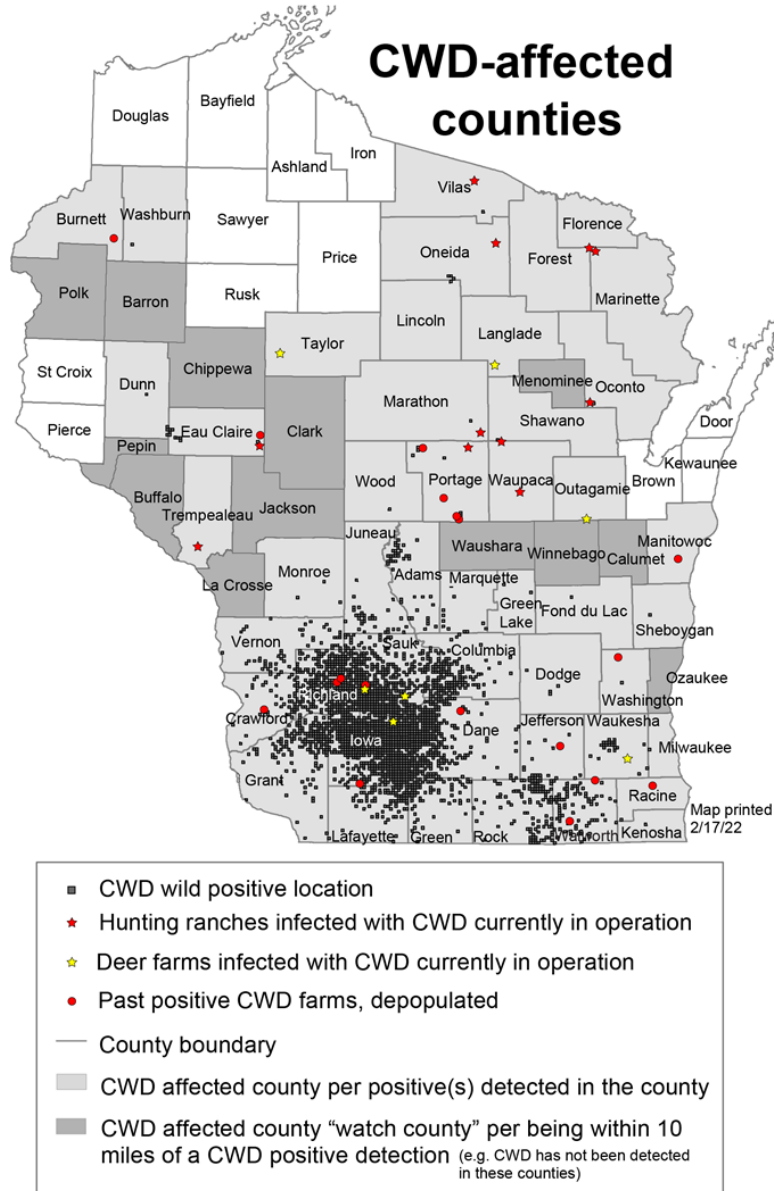 CWD-affected
counties
Douglas
Bayfield
Ashland
Iron
Vilas
Burnett
Washburn
Sawyer
Florence
Oneida
Forest
Price
Polk
Barron
Rusk
Marinette
Lincoln
Langlade
Taylor
Chippewa
St Croix
Dunn
Menominee
Oconto
Marathon
Shawano
Door
Pierce
Eau Claire
Clark
Pepin
Kewaunee
Wood
Portage
Waupaca
Outagamie
Brown
Buffalo
Trempealeau
Jackson
Juneau
Waushara
Winnebago
Manitowoc
Calumet
La Crosse
Monroe
Adams
Marquette
Green
Lake
Fond du Lac
Sheboygan
Vernon
Sauk
Columbia
Dodge
Ozaukee
Washington
Richland
Crawford
Iowa
Dane
Jefferson
Waukesha
Milwaukee
Grant
Racine
Map printed
2/17/22
Lafayette
Green
Rock
Walworth
Kenosha
CWD wild positive location
Hunting ranches infected with CWD currently in operation
Deer farms infected with CWD currently in operation
Past positive CWD farms, depopulated
County boundary
CWD affected county per positive(s) detected in the county
CWD affected county “watch county” per being within 10
miles of a CWD positive detection (e.g. CWD has not been detected
in these counties)